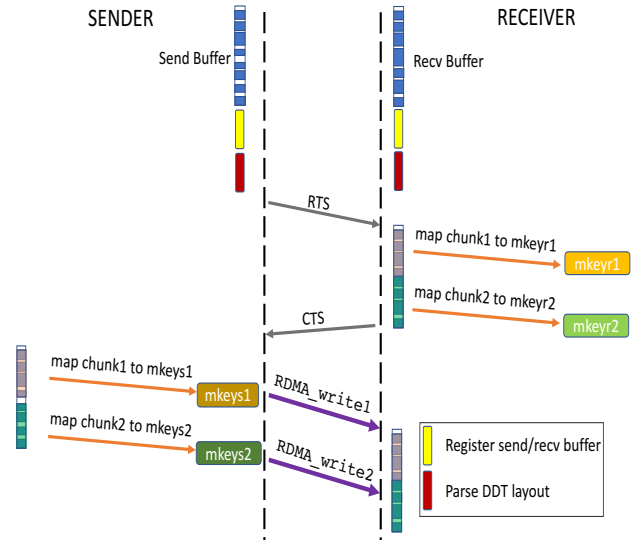 SENDER
RECEIVER
Send Buffer
Recv Buffer
RTS
map chunk1 to mkeyr1
mkeyr1
map chunk2 to mkeyr2
mkeyr2
CTS
map chunk1 to mkeys1
mkeys1
RDMA_write1
map chunk2 to mkeys2
mkeys2
RDMA_write2
Register send/recv buffer
Parse DDT layout